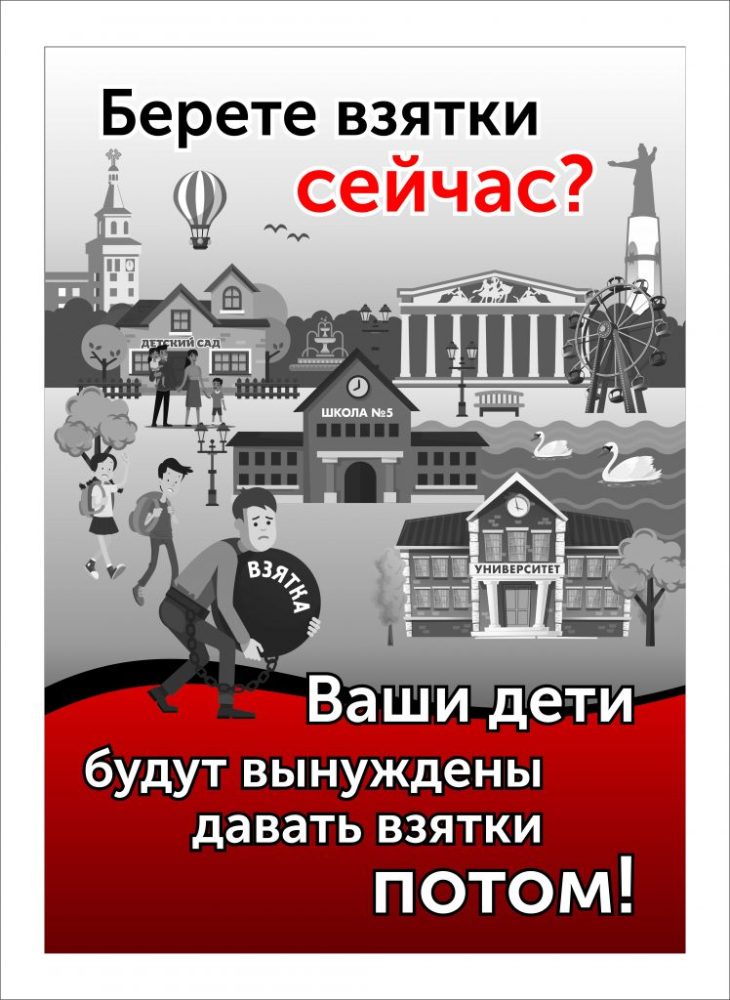 Берете взятки
сейчас?
ДЕТСКИЙ САД
ШКОЛА №5
УНИВЕРСИТЕТ
ВЗЯТКА
Ваши дети
будут вынуждены
давать взятки
потом!